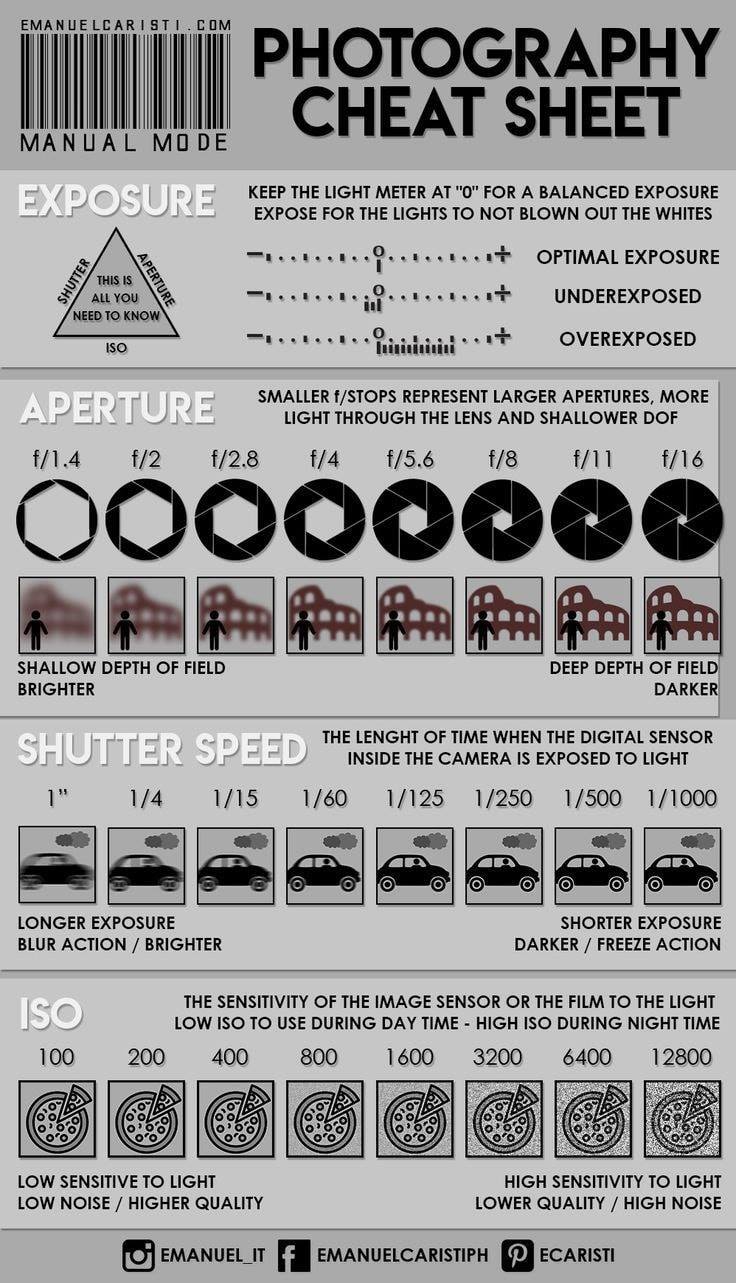 EMANUELCARISTI.COM
MANUAL MODE
PHOTOGRAPHY
CHEAT SHEET
EXPOSURE
KEEP THE LIGHT METER AT "0" FOR A BALANCED EXPOSURE
EXPOSE FOR THE LIGHTS TO NOT BLOWN OUT THE WHITES
SHUTTER
APERTURE
THIS IS
ALL YOU
NEED TO KNOW
ISO
− 0 + OPTIMAL EXPOSURE
− 0 + UNDEREXPOSED
− 0 + OVEREXPOSED
APERTURE
SMALLER f/STOPS REPRESENT LARGER APERTURES, MORE
LIGHT THROUGH THE LENS AND SHALLOWER DOF
f/1.4 f/2 f/2.8 f/4 f/5.6 f/8 f/11 f/16
SHALLOW DEPTH OF FIELD
BRIGHTER
DEEP DEPTH OF FIELD
DARKER
SHUTTER SPEED
THE LENGHT OF TIME WHEN THE DIGITAL SENSOR
INSIDE THE CAMERA IS EXPOSED TO LIGHT
1” 1/4 1/15 1/60 1/125 1/250 1/500 1/1000
LONGER EXPOSURE
BLUR ACTION / BRIGHTER
SHORTER EXPOSURE
DARKER / FREEZE ACTION
ISO
THE SENSITIVITY OF THE IMAGE SENSOR OR THE FILM TO THE LIGHT
LOW ISO TO USE DURING DAY TIME - HIGH ISO DURING NIGHT TIME
100 200 400 800 1600 3200 6400 12800
LOW SENSITIVE TO LIGHT
LOW NOISE / HIGHER QUALITY
HIGH SENSITIVITY TO LIGHT
LOWER QUALITY / HIGH NOISE
EMANUEL_IT EMANUELCARISTIPH ECARISTI